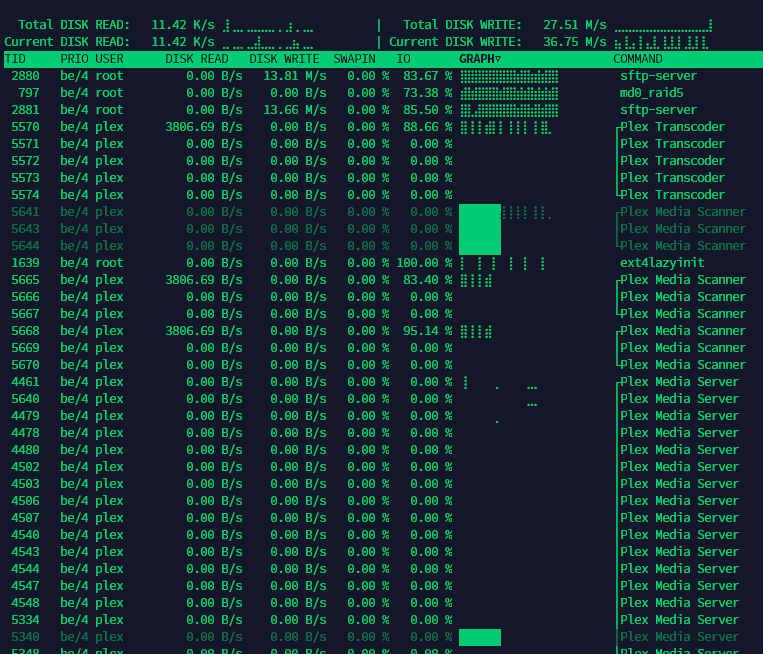 Total DISK READ: 11.42 K/s | Total DISK WRITE: 27.51 M/s
Current DISK READ: 11.42 K/s | Current DISK WRITE: 36.75 M/s
TID PRIO USER DISK READ DISK WRITE SWAPIN IO GRAPH▽ COMMAND
2880 be/4 root 0.00 B/s 13.81 M/s 0.00 % 83.67 % sftp-server
797 be/4 root 0.00 B/s 0.00 B/s 0.00 % 73.38 % md0_raid5
2881 be/4 root 0.00 B/s 13.66 M/s 0.00 % 85.50 % sftp-server
5570 be/4 plex 3806.69 B/s 0.00 B/s 0.00 % 88.66 % Plex Transcoder
5571 be/4 plex 0.00 B/s 0.00 B/s 0.00 % 0.00 % Plex Transcoder
5572 be/4 plex 0.00 B/s 0.00 B/s 0.00 % 0.00 % Plex Transcoder
5573 be/4 plex 0.00 B/s 0.00 B/s 0.00 % 0.00 % Plex Transcoder
5574 be/4 plex 0.00 B/s 0.00 B/s 0.00 % 0.00 % Plex Transcoder
5641 be/4 plex 0.00 B/s 0.00 B/s 0.00 % 0.00 % Plex Media Scanner
5643 be/4 plex 0.00 B/s 0.00 B/s 0.00 % 0.00 % Plex Media Scanner
5644 be/4 plex 0.00 B/s 0.00 B/s 0.00 % 0.00 % Plex Media Scanner
1639 be/4 root 0.00 B/s 0.00 B/s 0.00 % 100.00 % ext4lazyinit
5665 be/4 plex 3806.69 B/s 0.00 B/s 0.00 % 83.40 % Plex Media Scanner
5666 be/4 plex 0.00 B/s 0.00 B/s 0.00 % 0.00 % Plex Media Scanner
5667 be/4 plex 0.00 B/s 0.00 B/s 0.00 % 0.00 % Plex Media Scanner
5668 be/4 plex 3806.69 B/s 0.00 B/s 0.00 % 95.14 % Plex Media Scanner
5669 be/4 plex 0.00 B/s 0.00 B/s 0.00 % 0.00 % Plex Media Scanner
5670 be/4 plex 0.00 B/s 0.00 B/s 0.00 % 0.00 % Plex Media Scanner
4461 be/4 plex 0.00 B/s 0.00 B/s 0.00 % 0.00 % Plex Media Server
5640 be/4 plex 0.00 B/s 0.00 B/s 0.00 % 0.00 % Plex Media Server
4479 be/4 plex 0.00 B/s 0.00 B/s 0.00 % 0.00 % Plex Media Server
4478 be/4 plex 0.00 B/s 0.00 B/s 0.00 % 0.00 % Plex Media Server
4480 be/4 plex 0.00 B/s 0.00 B/s 0.00 % 0.00 % Plex Media Server
4502 be/4 plex 0.00 B/s 0.00 B/s 0.00 % 0.00 % Plex Media Server
4503 be/4 plex 0.00 B/s 0.00 B/s 0.00 % 0.00 % Plex Media Server
4506 be/4 plex 0.00 B/s 0.00 B/s 0.00 % 0.00 % Plex Media Server
4507 be/4 plex 0.00 B/s 0.00 B/s 0.00 % 0.00 % Plex Media Server
4540 be/4 plex 0.00 B/s 0.00 B/s 0.00 % 0.00 % Plex Media Server
4543 be/4 plex 0.00 B/s 0.00 B/s 0.00 % 0.00 % Plex Media Server
4544 be/4 plex 0.00 B/s 0.00 B/s 0.00 % 0.00 % Plex Media Server
4547 be/4 plex 0.00 B/s 0.00 B/s 0.00 % 0.00 % Plex Media Server
4548 be/4 plex 0.00 B/s 0.00 B/s 0.00 % 0.00 % Plex Media Server
5334 be/4 plex 0.00 B/s 0.00 B/s 0.00 % 0.00 % Plex Media Server
5340 be/4 plex 0.00 B/s 0.00 B/s 0.00 % 0.00 % Plex Media Server
5348 be/4 plex 0.00 B/s 0.00 B/s 0.00 % 0.00 % Plex Media Server